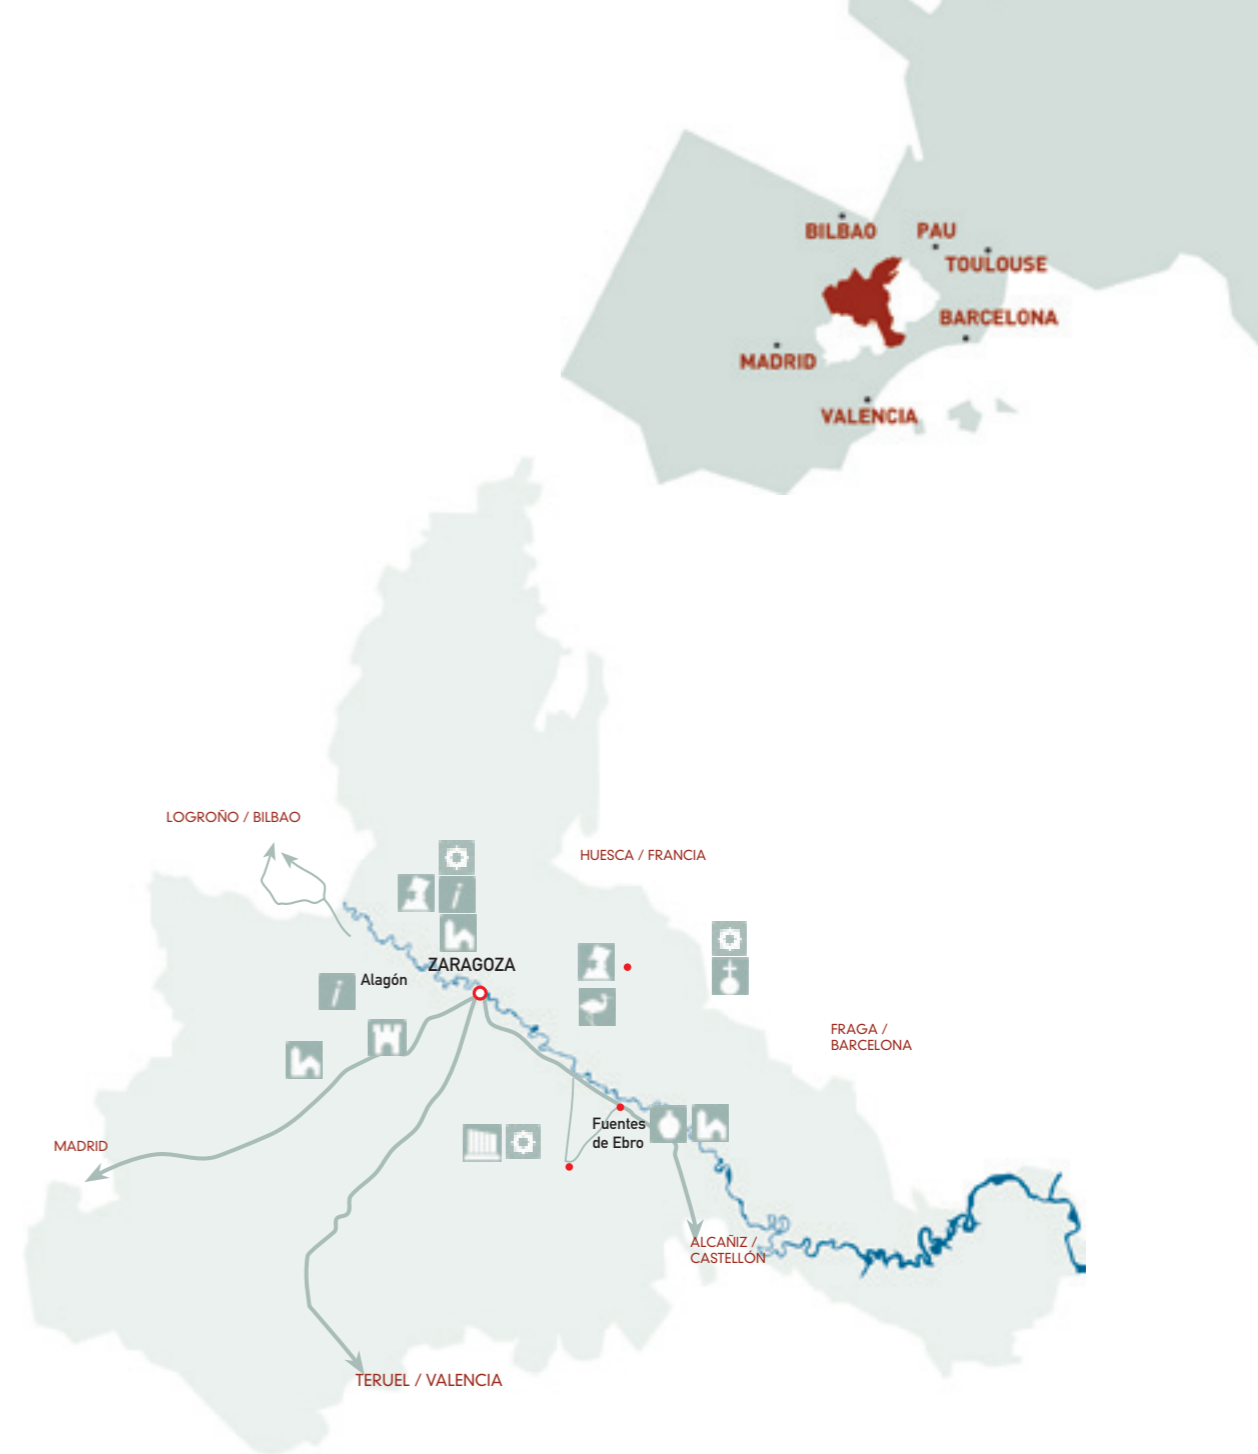 BILBAO
PAU
TOULOUSE
BARCELONA
MADRID
VALENCIA
LOGROÑO / BILBAO
HUESCA / FRANCIA
i
ZARAGOZA
Alagón
i
FRAGA /
BARCELONA
Fuentes
de Ebro
MADRID
ALCAÑIZ /
CASTELLÓN
TERUEL / VALENCIA